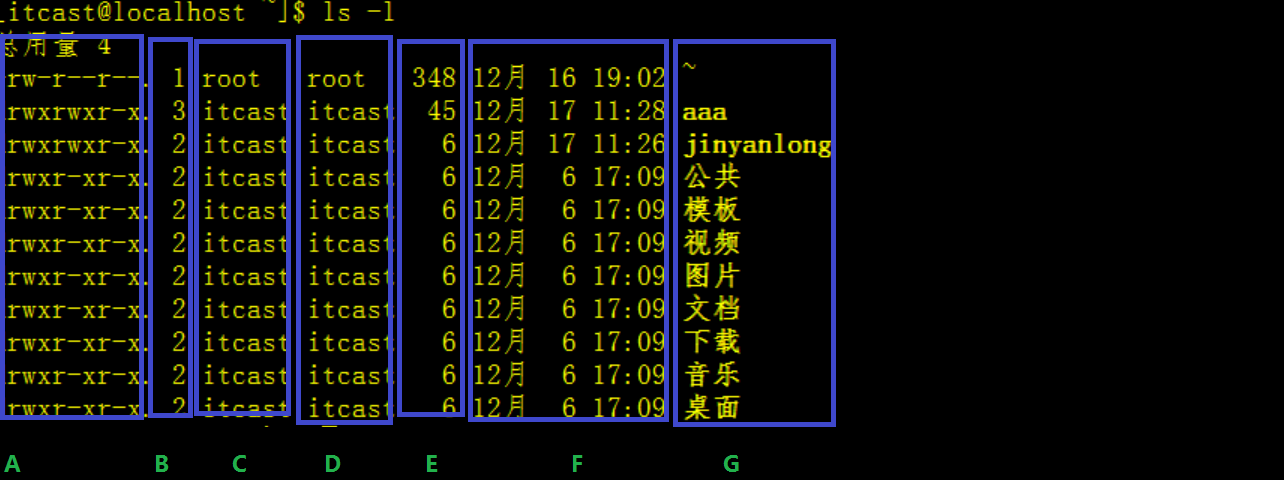 [itcast@localhost ~]$ ls -l
总用量 4
rw-r--r--. 1 root root 348 12月 16 19:02 ~
rwxrwxr-x. 3 itcast itcast 45 12月 17 11:28 aaa
rwxrwxr-x. 2 itcast itcast 6 12月 17 11:26 jinyanlong
rwxr-xr-x. 2 itcast itcast 6 12月 6 17:09 公共
rwxr-xr-x. 2 itcast itcast 6 12月 6 17:09 模板
rwxr-xr-x. 2 itcast itcast 6 12月 6 17:09 视频
rwxr-xr-x. 2 itcast itcast 6 12月 6 17:09 图片
rwxr-xr-x. 2 itcast itcast 6 12月 6 17:09 文档
rwxr-xr-x. 2 itcast itcast 6 12月 6 17:09 下载
rwxr-xr-x. 2 itcast itcast 6 12月 6 17:09 音乐
rwxr-xr-x. 2 itcast itcast 6 12月 6 17:09 桌面
A B C D E F G